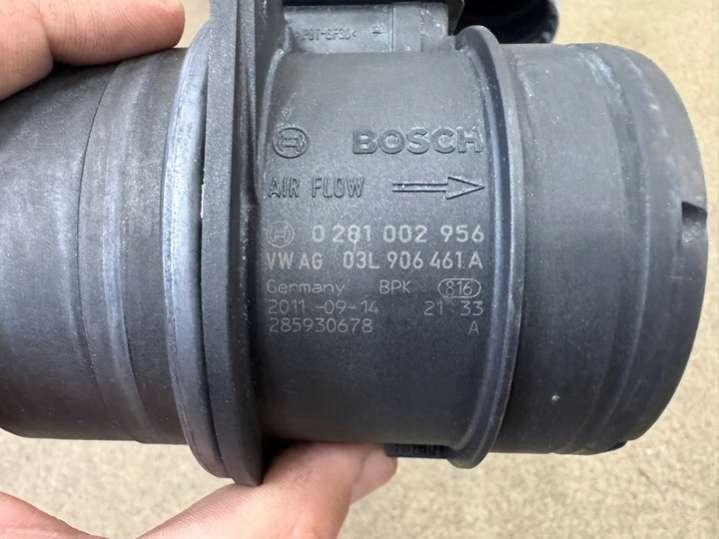 BOSCH
AIR FLOW
0 281 002 956
VW AG 03L 906 461 A
Germany BPK 816
2011-09-14 21 33
285930678 A